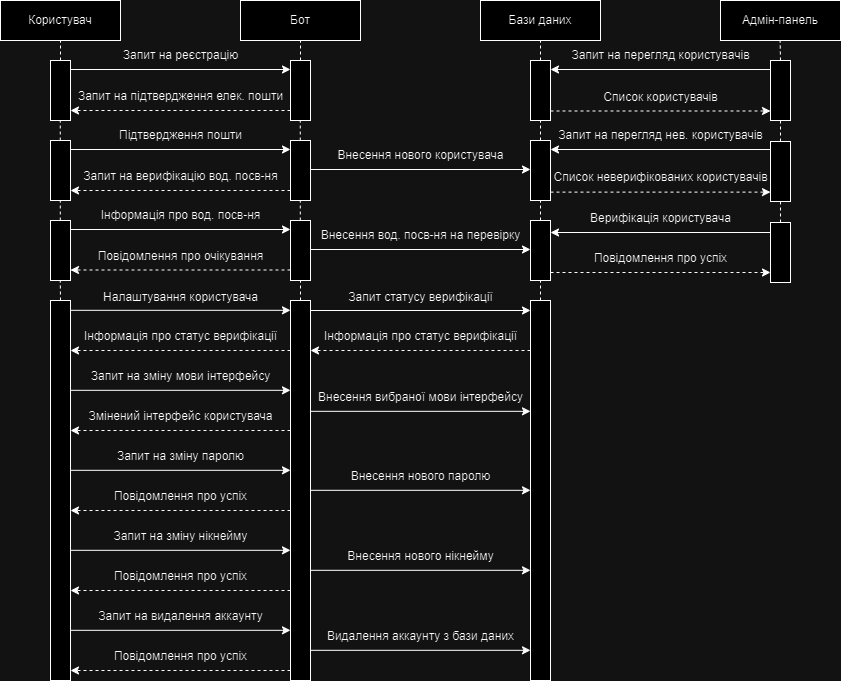 Користувач
Бот
Бази даних
Адмін-панель
Запит на реєстрацію
Запит на перегляд користувачів
Запит на підтвердження елек. пошти
Список користувачів
Підтвердження пошти
Запит на перегляд нев. користувачів
Внесення нового користувача
Запит на верифікацію вод. посв-ня
Список неверифікованих користувачів
Інформація про вод. посв-ня
Верифікація користувача
Внесення вод. посв-ня на перевірку
Повідомлення про очікування
Повідомлення про успіх
Налаштування користувача
Запит статусу верифікації
Інформація про статус верифікації
Інформація про статус верифікації
Запит на зміну мови інтерфейсу
Внесення вибраної мови інтерфейсу
Змінений інтерфейс користувача
Запит на зміну паролю
Внесення нового паролю
Повідомлення про успіх
Запит на зміну нікнейму
Внесення нового нікнейму
Повідомлення про успіх
Запит на видалення аккаунту
Видалення аккаунту з бази даних
Повідомлення про успіх